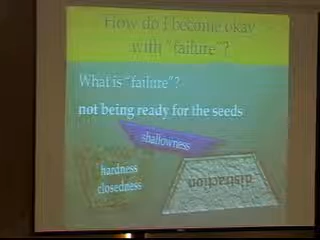 How do I become okay
with "failure"?
What is "failure"?
not being ready for the seeds
shallowness
hardness
closedness
distraction